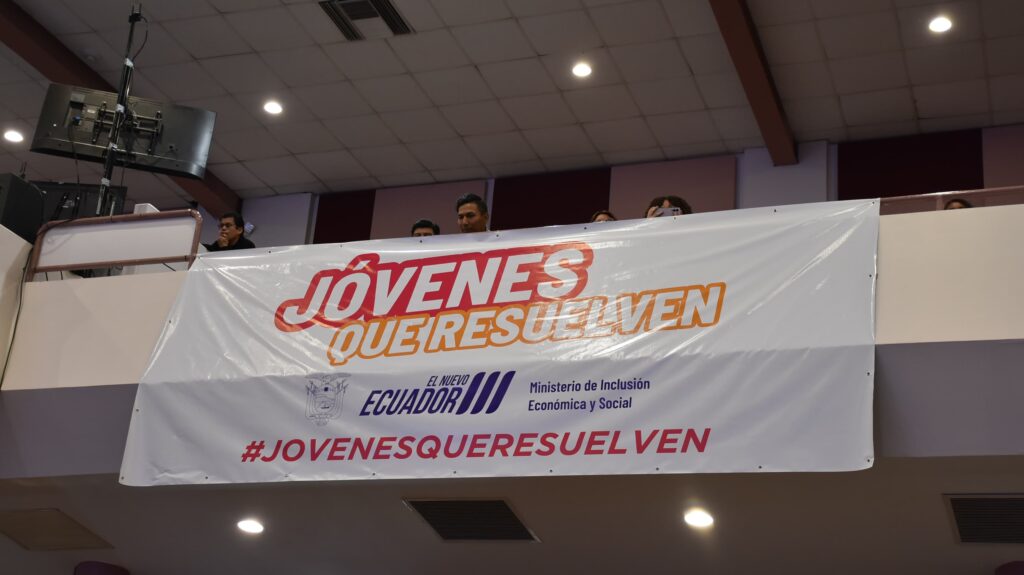 JÓVENES
QUE RESUELVEN
EL NUEVO
ECUADOR
Ministerio de Inclusión
Económica y Social
#JOVENESQUERESUELVEN